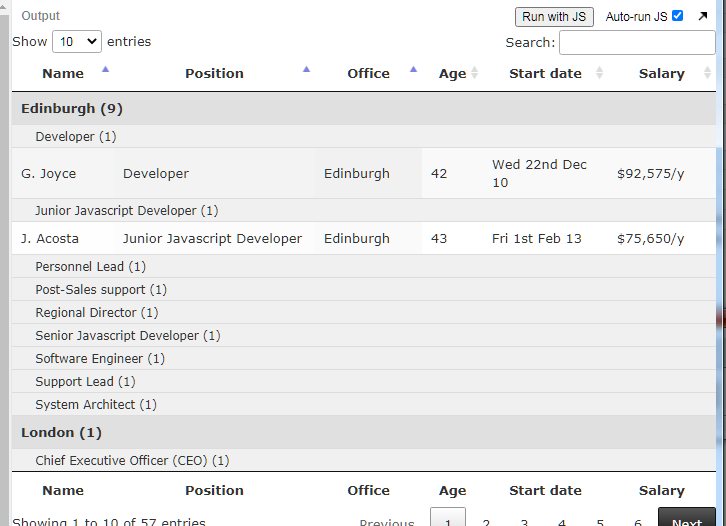 Output Run with JS Auto-run JS
Show 10 entries Search:
Name Position Office Age Start date Salary
Edinburgh (9)
Developer (1)
G. Joyce Developer Edinburgh 42 Wed 22nd Dec 10 $92,575/y
Junior Javascript Developer (1)
J. Acosta Junior Javascript Developer Edinburgh 43 Fri 1st Feb 13 $75,650/y
Personnel Lead (1)
Post-Sales support (1)
Regional Director (1)
Senior Javascript Developer (1)
Software Engineer (1)
Support Lead (1)
System Architect (1)
London (1)
Chief Executive Officer (CEO) (1)
Name Position Office Age Start date Salary
Showing 1 to 10 of 57 entries Previous 1 2 3 4 5 6 Next